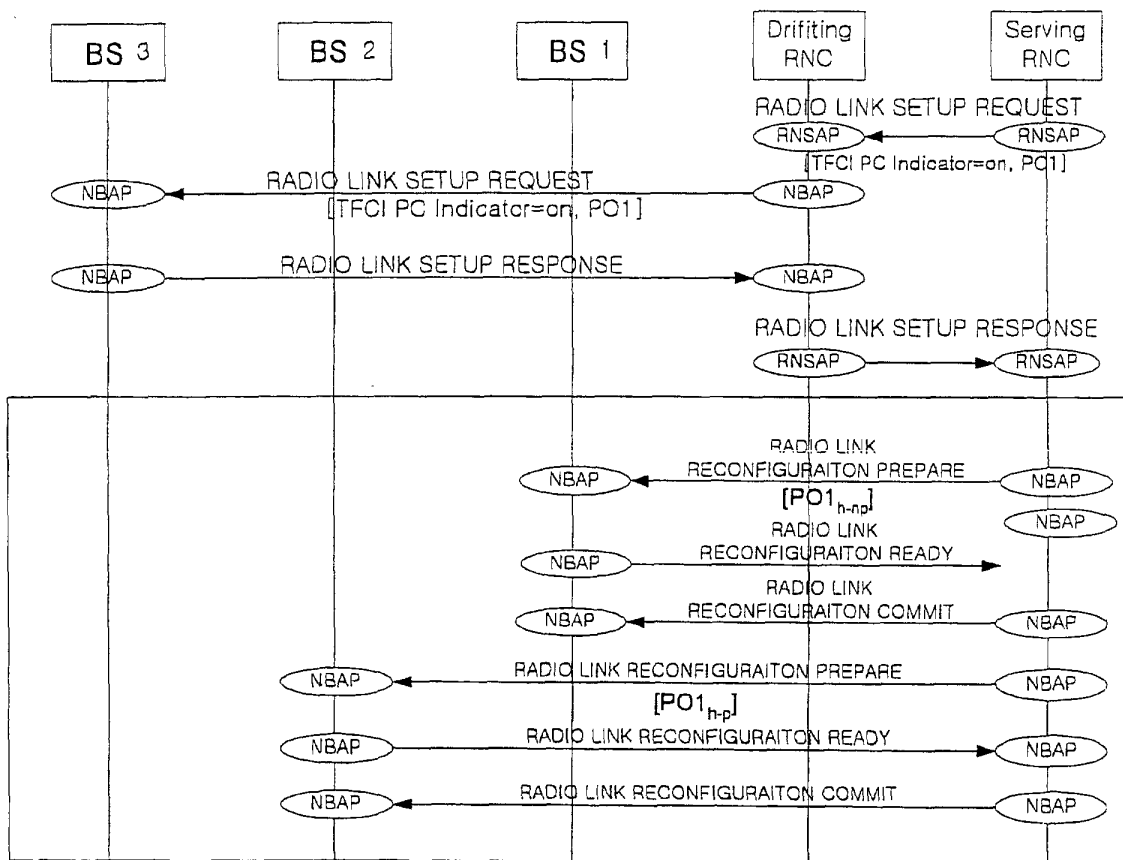 BS 3
BS 2
BS 1
Drifiting
RNC
Serving
RNC
RADIO LINK SETUP REQUEST
RNSAP
RNSAP
[TFCI PC Indicator=on, PO1]
NBAP
RADIO LINK SETUP REQUEST
NBAP
[TFCI PC Indicator=on, PO1]
NBAP
RADIO LINK SETUP RESPONSE
NBAP
RADIO LINK SETUP RESPONSE
RNSAP
RNSAP
RADIO LINK
RECONFIGURAITON PREPARE
NBAP
NBAP
[PO1h-np]
NBAP
RADIO LINK
RECONFIGURAITON READY
NBAP
RADIO LINK
RECONFIGURAITON COMMIT
NBAP
NBAP
RADIO LINK RECONFIGURAITON PREPARE
NBAP
NBAP
[PO1h-p]
RADIO LINK RECONFIGURAITON READY
NBAP
NBAP
RADIO LINK RECONFIGURAITON COMMIT
NBAP
NBAP